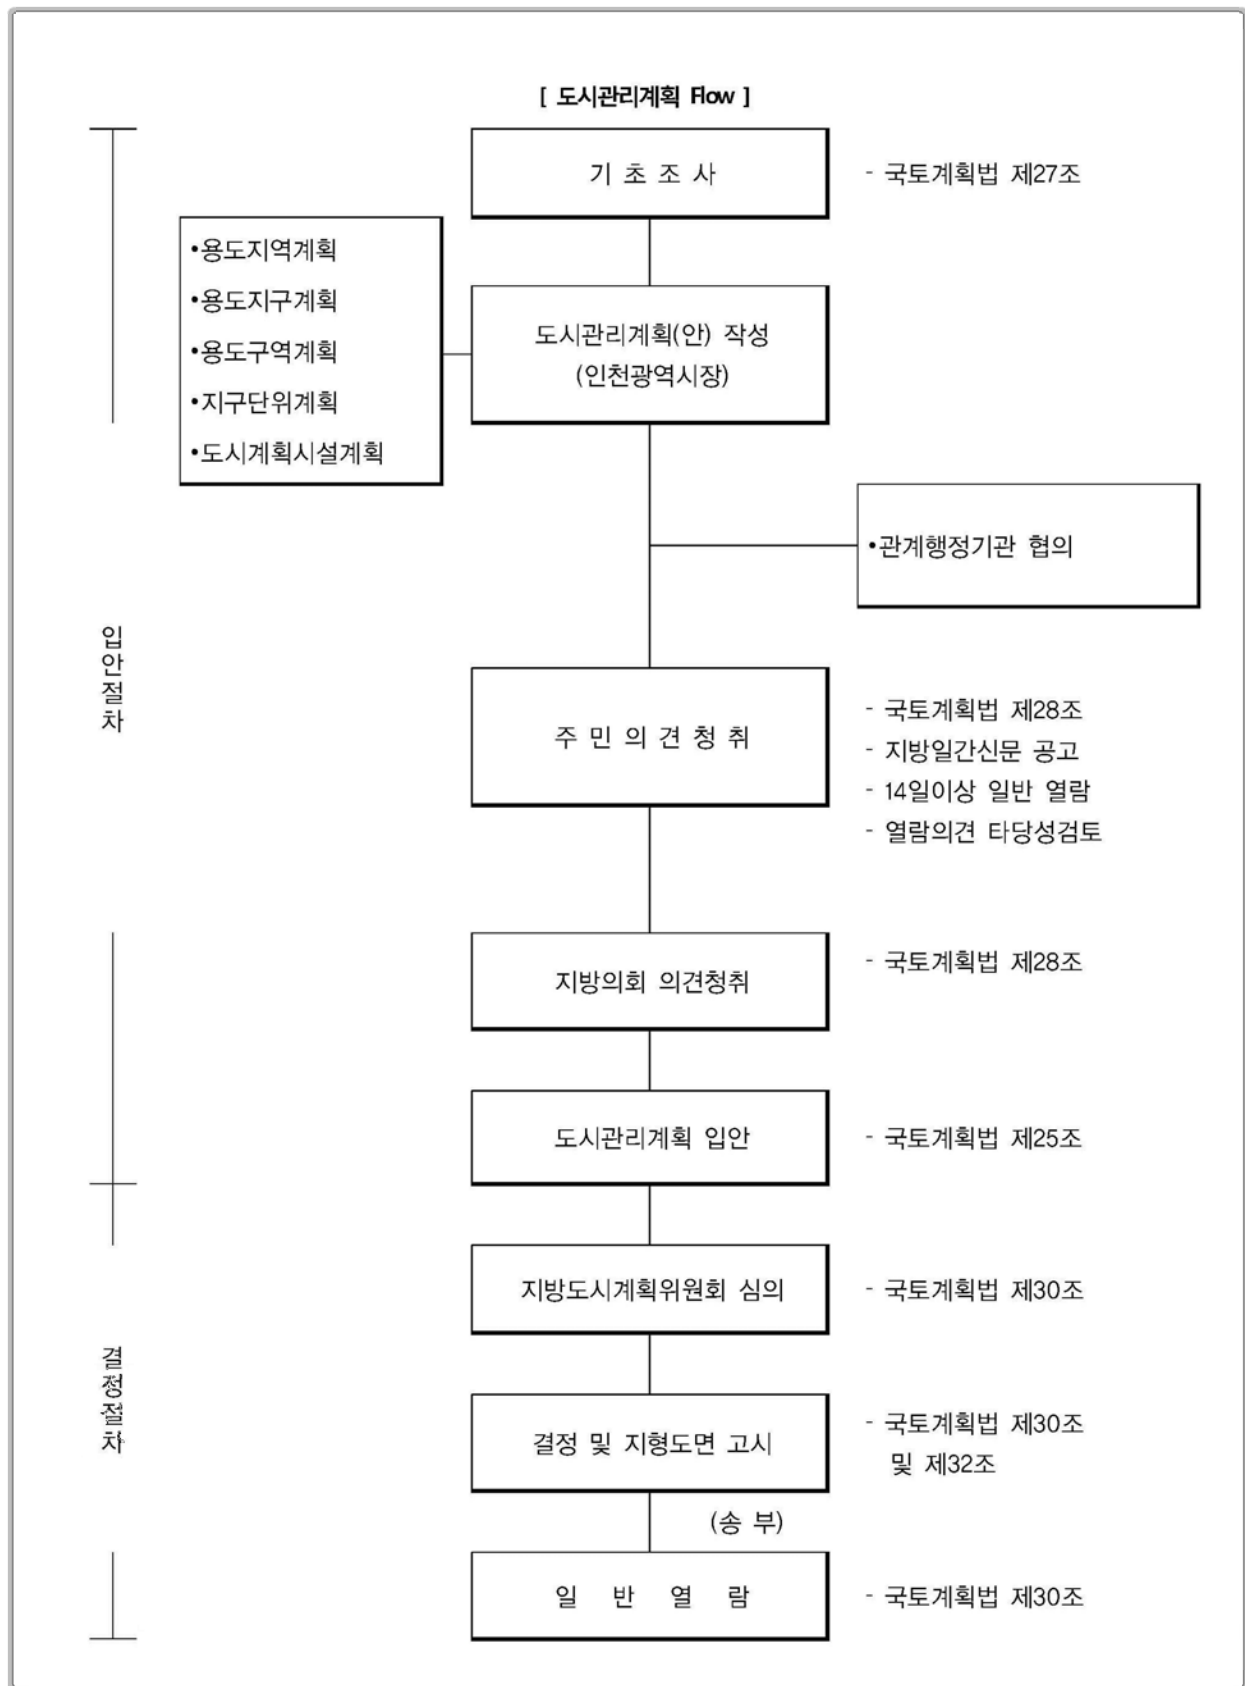 [ 도시관리계획 Flow ]
기 초 조 사
- 국토계획법 제27조
•용도지역계획
•용도지구계획
•용도구역계획
•지구단위계획
•도시계획시설계획
도시관리계획(안) 작성
(인천광역시장)
•관계행정기관 협의
입안절차
주 민 의 견 청 취
- 국토계획법 제28조
- 지방일간신문 공고
- 14일이상 일반 열람
- 열람의견 타당성검토
지방의회 의견청취
- 국토계획법 제28조
도시관리계획 입안
- 국토계획법 제25조
지방도시계획위원회 심의
- 국토계획법 제30조
결정절차
결정 및 지형도면 고시
- 국토계획법 제30조
및 제32조
(송 부)
일 반 열 람
- 국토계획법 제30조